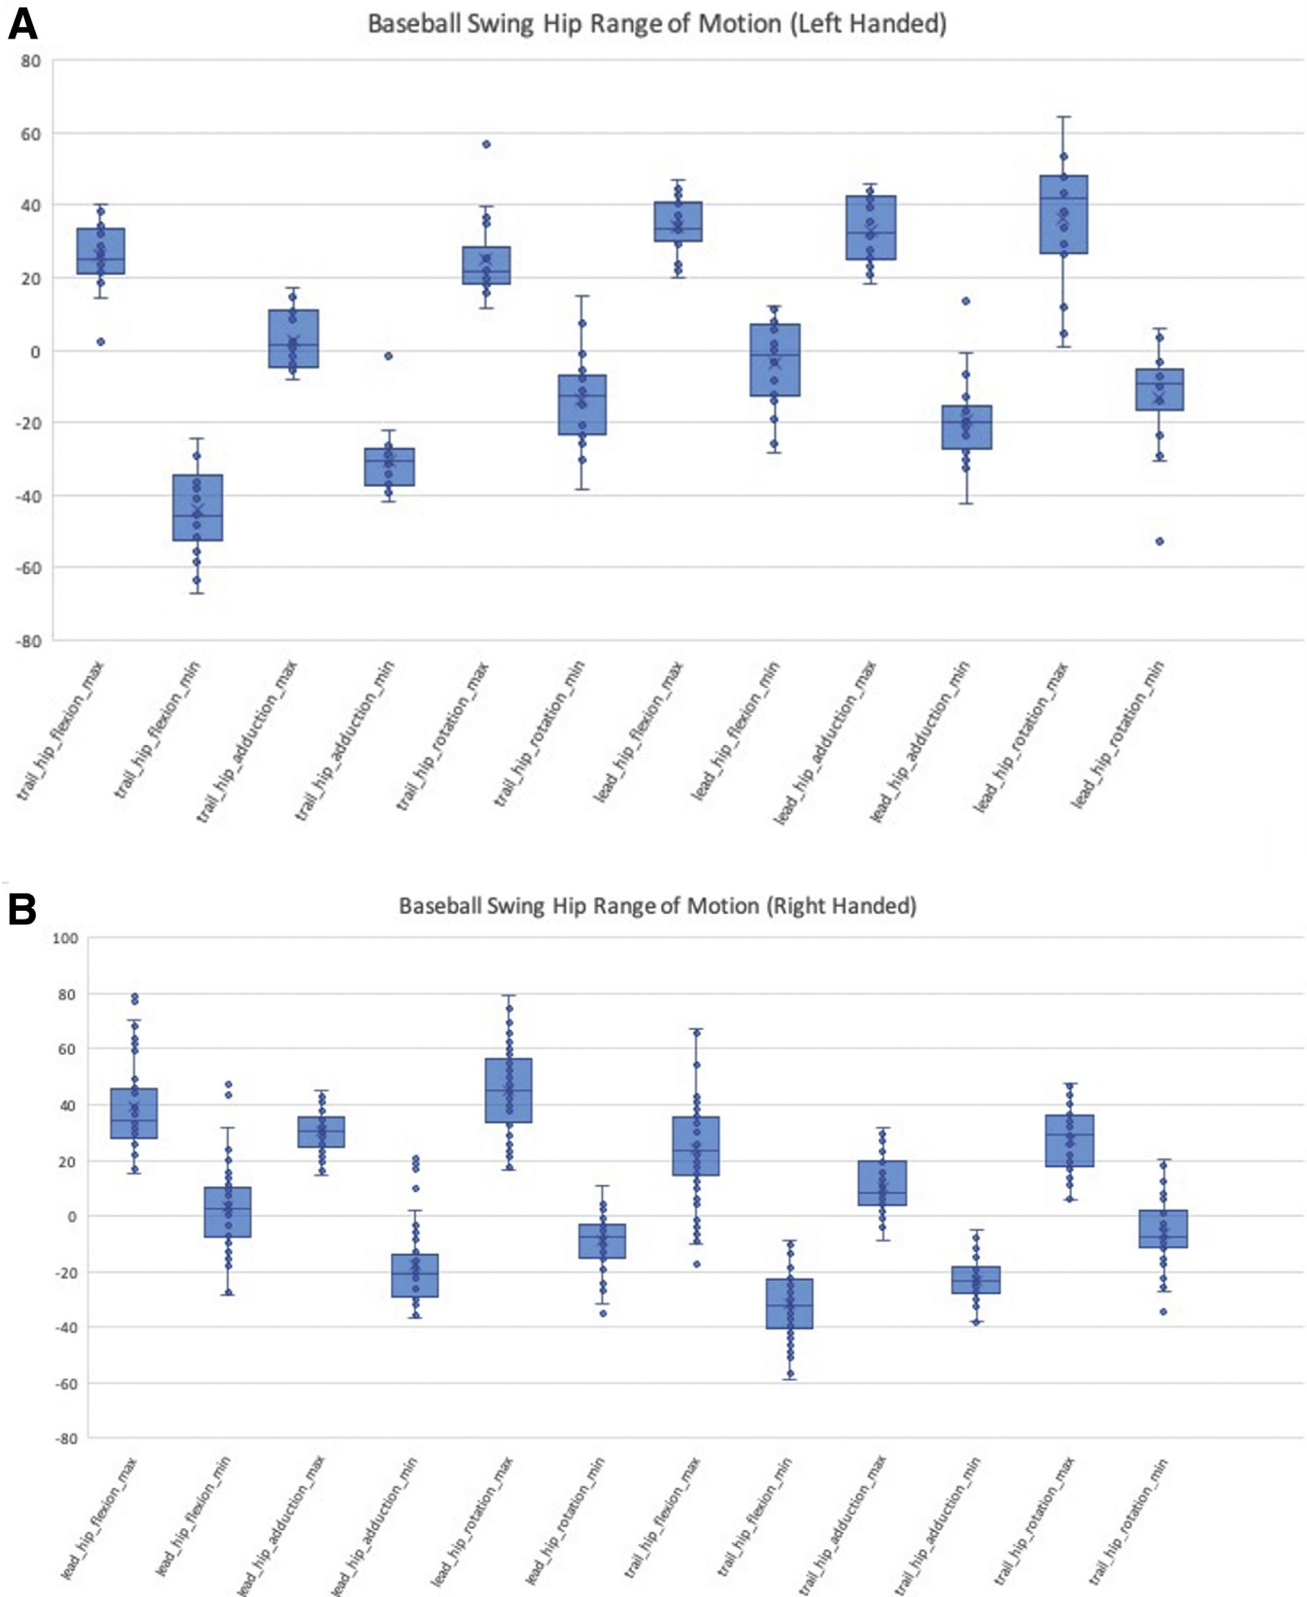 A
Baseball Swing Hip Range of Motion (Left Handed)
80
60
40
20
0
-20
-40
-60
-80
trail_hip_flexion_max
trail_hip_flexion_min
trail_hip_adduction_max
trail_hip_adduction_min
trail_hip_rotation_max
trail_hip_rotation_min
lead_hip_flexion_max
lead_hip_flexion_min
lead_hip_adduction_max
lead_hip_adduction_min
lead_hip_rotation_max
lead_hip_rotation_min
B
Baseball Swing Hip Range of Motion (Right Handed)
100
80
60
40
20
0
-20
-40
-60
-80
lead_hip_flexion_max
lead_hip_flexion_min
lead_hip_adduction_max
lead_hip_adduction_min
lead_hip_rotation_max
lead_hip_rotation_min
trail_hip_flexion_max
trail_hip_flexion_min
trail_hip_adduction_max
trail_hip_adduction_min
trail_hip_rotation_max
trail_hip_rotation_min